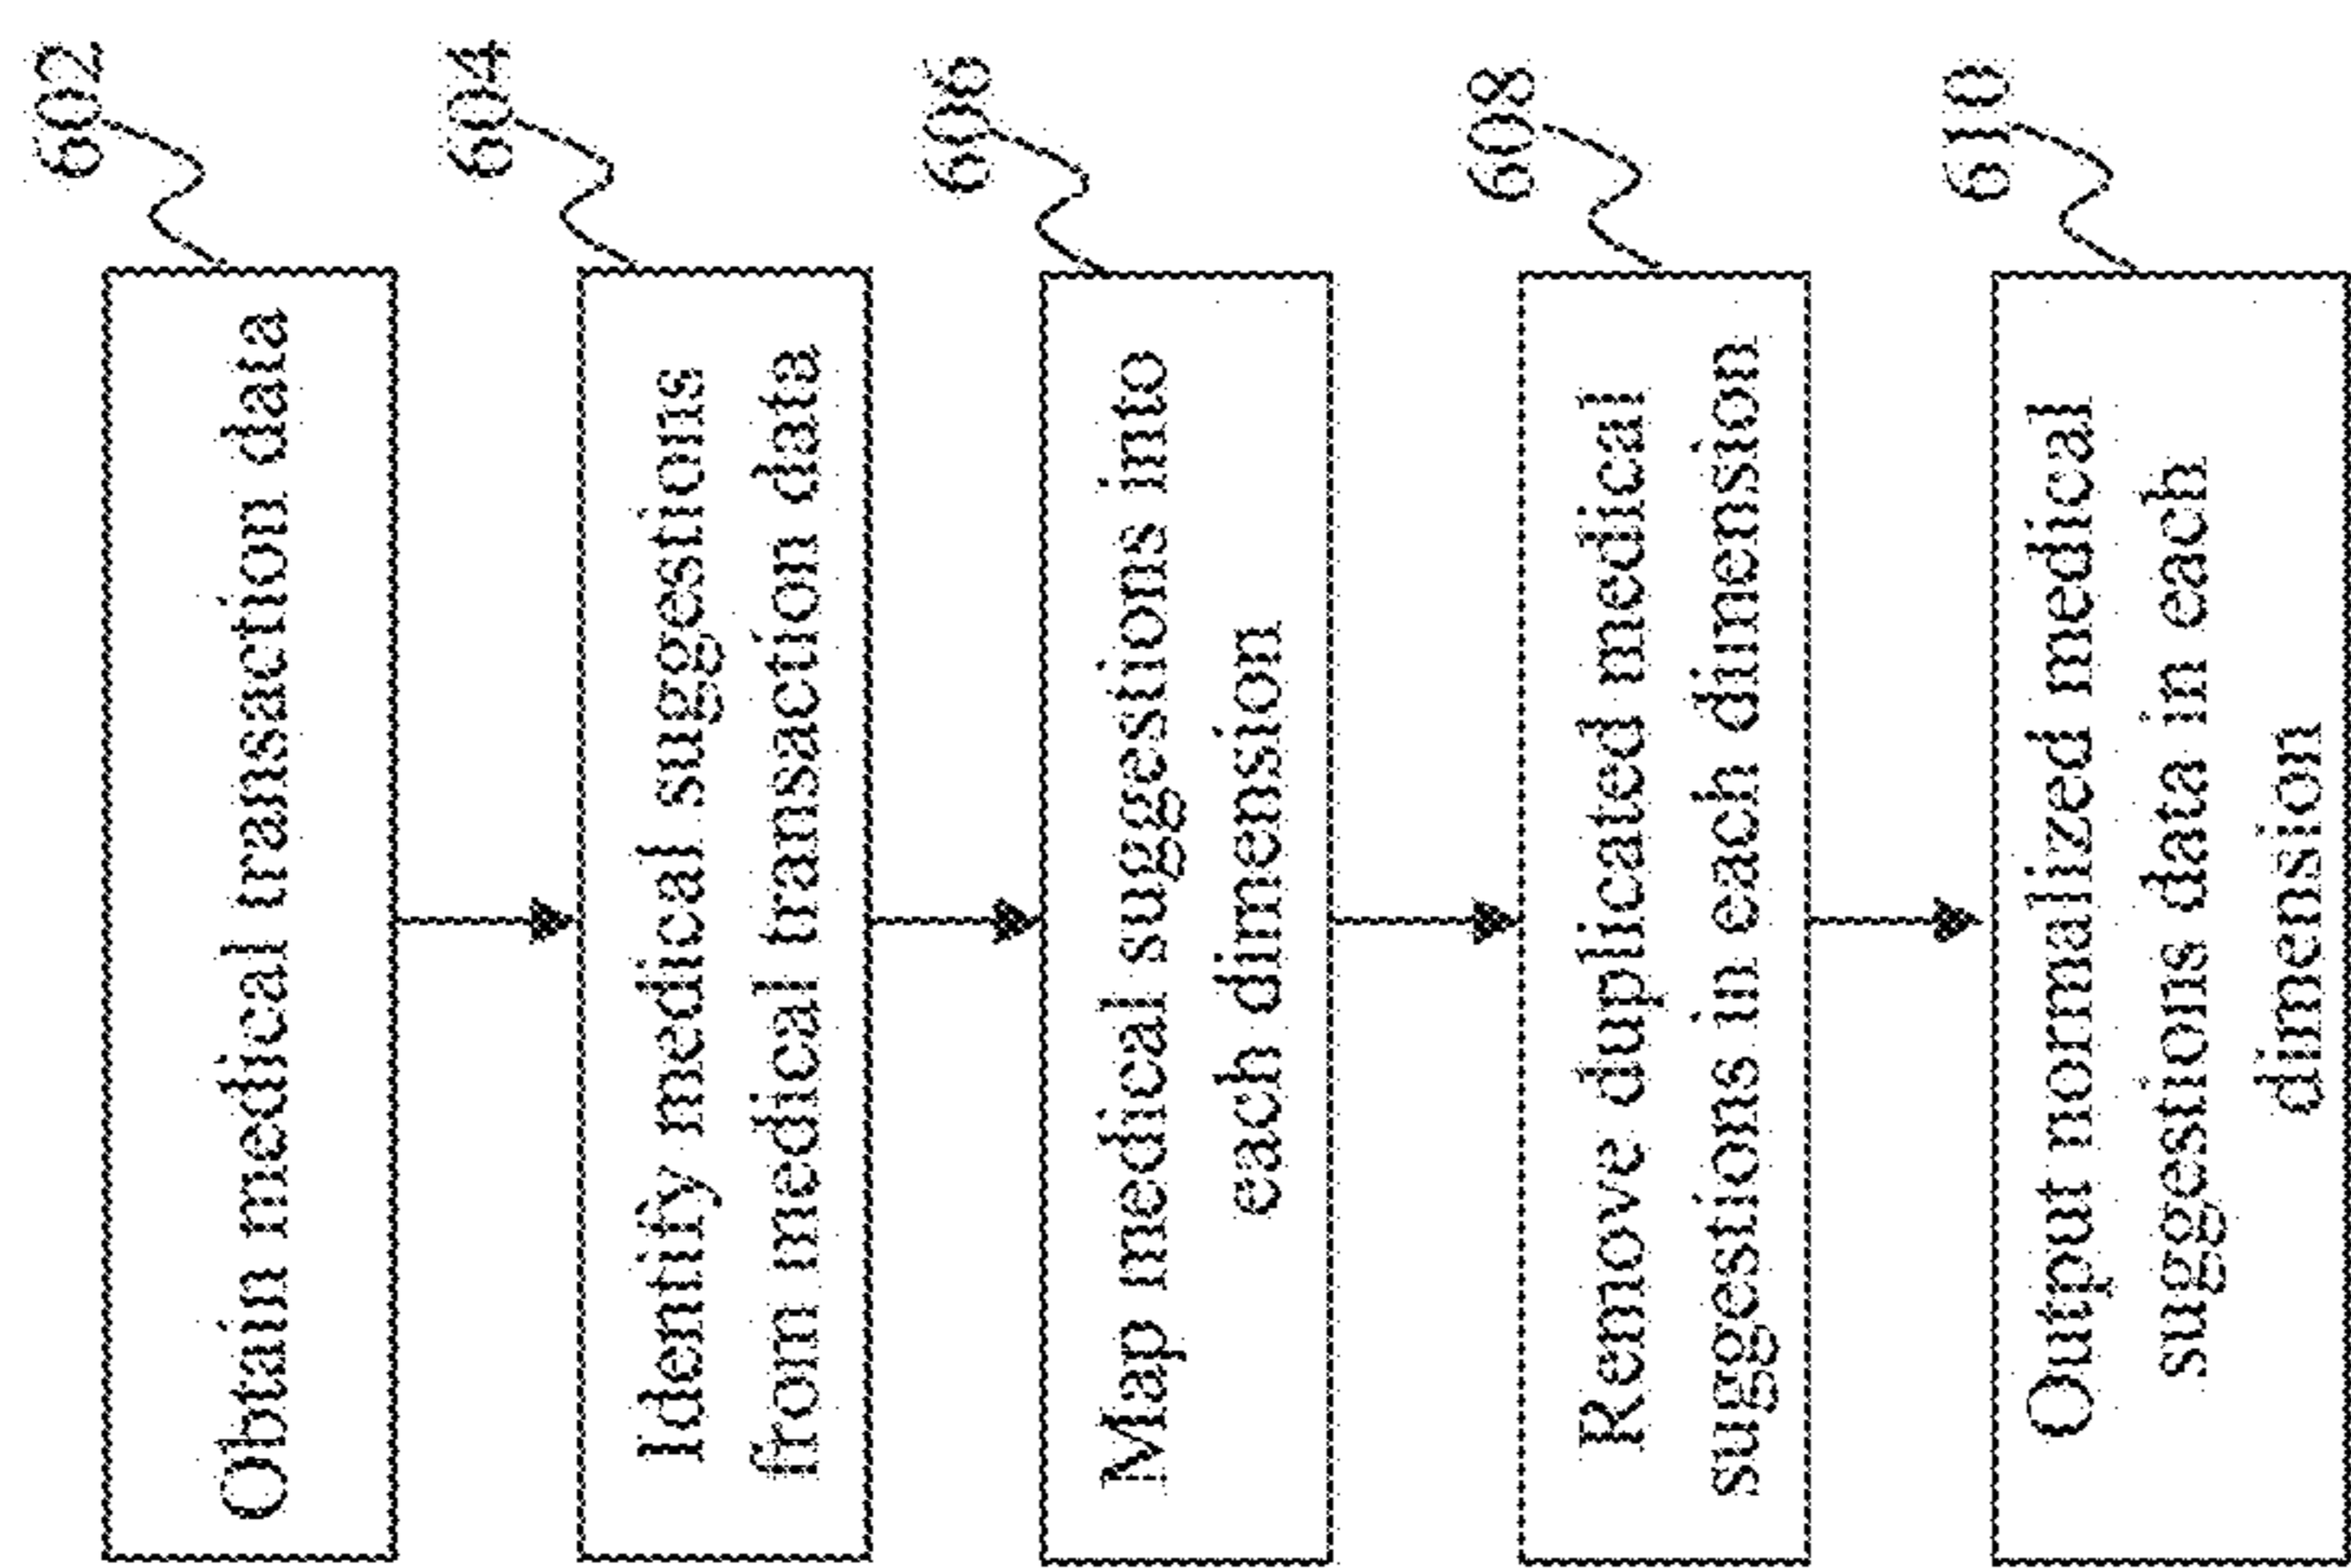 602
Obtain medical transaction data
604
Identify medical suggestions
from medical transaction data
606
Map medical suggestions into
each dimension
608
Remove duplicated medical
suggestions in each dimension
610
Output normalized medical
suggestions data in each
dimension